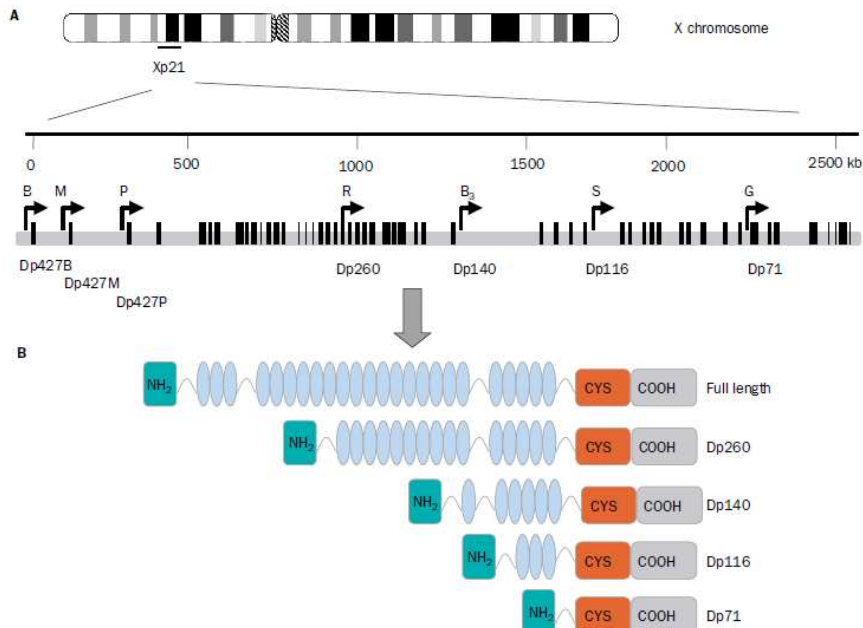 A
X chromosome
Xp21
0 500 1000 1500 2000 2500 kb
B M P R B3 S G
Dp427B Dp260 Dp140 Dp116 Dp71
Dp427M
Dp427P
B
NH2 CYS COOH Full length
NH2 CYS COOH Dp260
NH2 CYS COOH Dp140
NH2 CYS COOH Dp116
NH2 CYS COOH Dp71